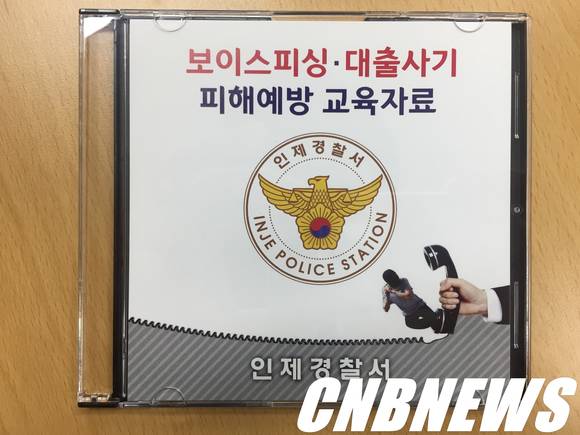 보이스피싱·대출사기
피해예방 교육자료
인제경찰서
INJE POLICE STATION
인제경찰서
CNBNEWS